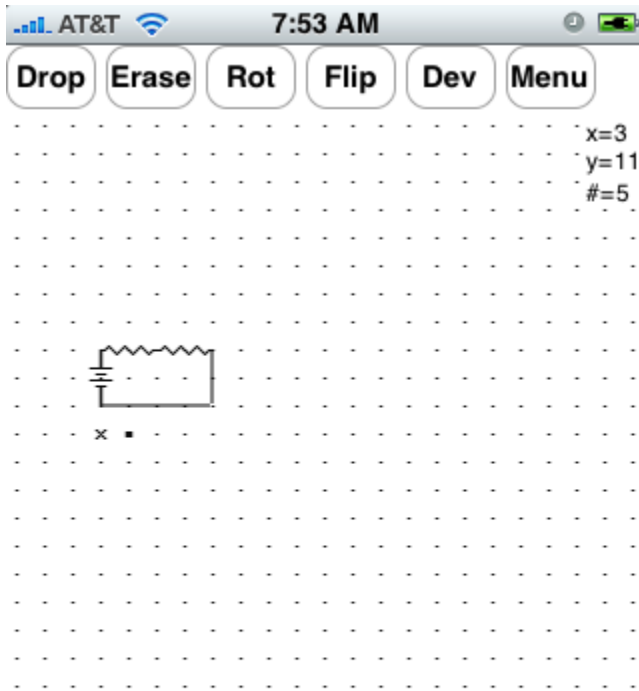 AT&T 7:53 AM
Drop Erase Rot Flip Dev Menu
x=3
y=11
#=5
x